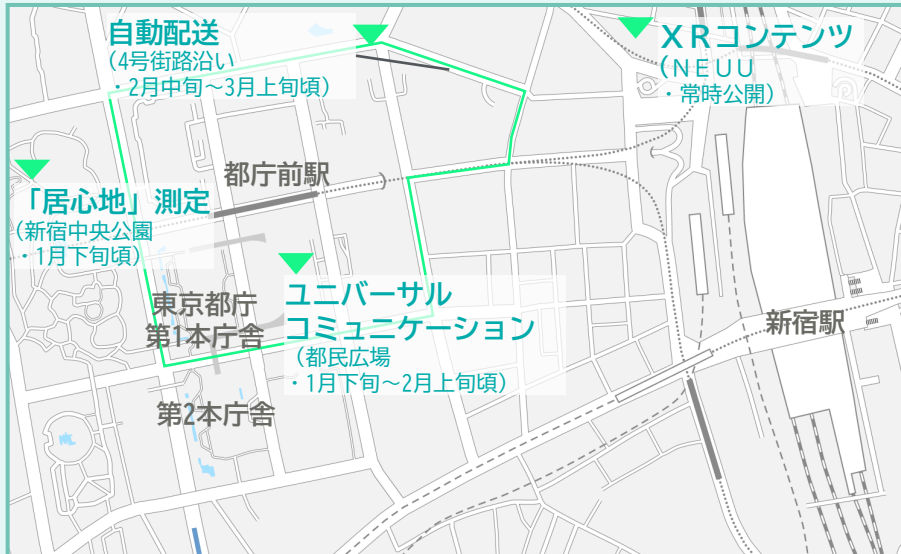 自動配送
(4号街路沿い
・2月中旬～3月上旬頃)
ＸＲコンテンツ
(ＮＥＵＵ
・常時公開)
都庁前駅
「居心地」測定
(新宿中央公園
・1月下旬頃)
東京都庁
第1本庁舎
ユニバーサル
コミュニケーション
(都民広場
・1月下旬～2月上旬頃)
新宿駅
第2本庁舎